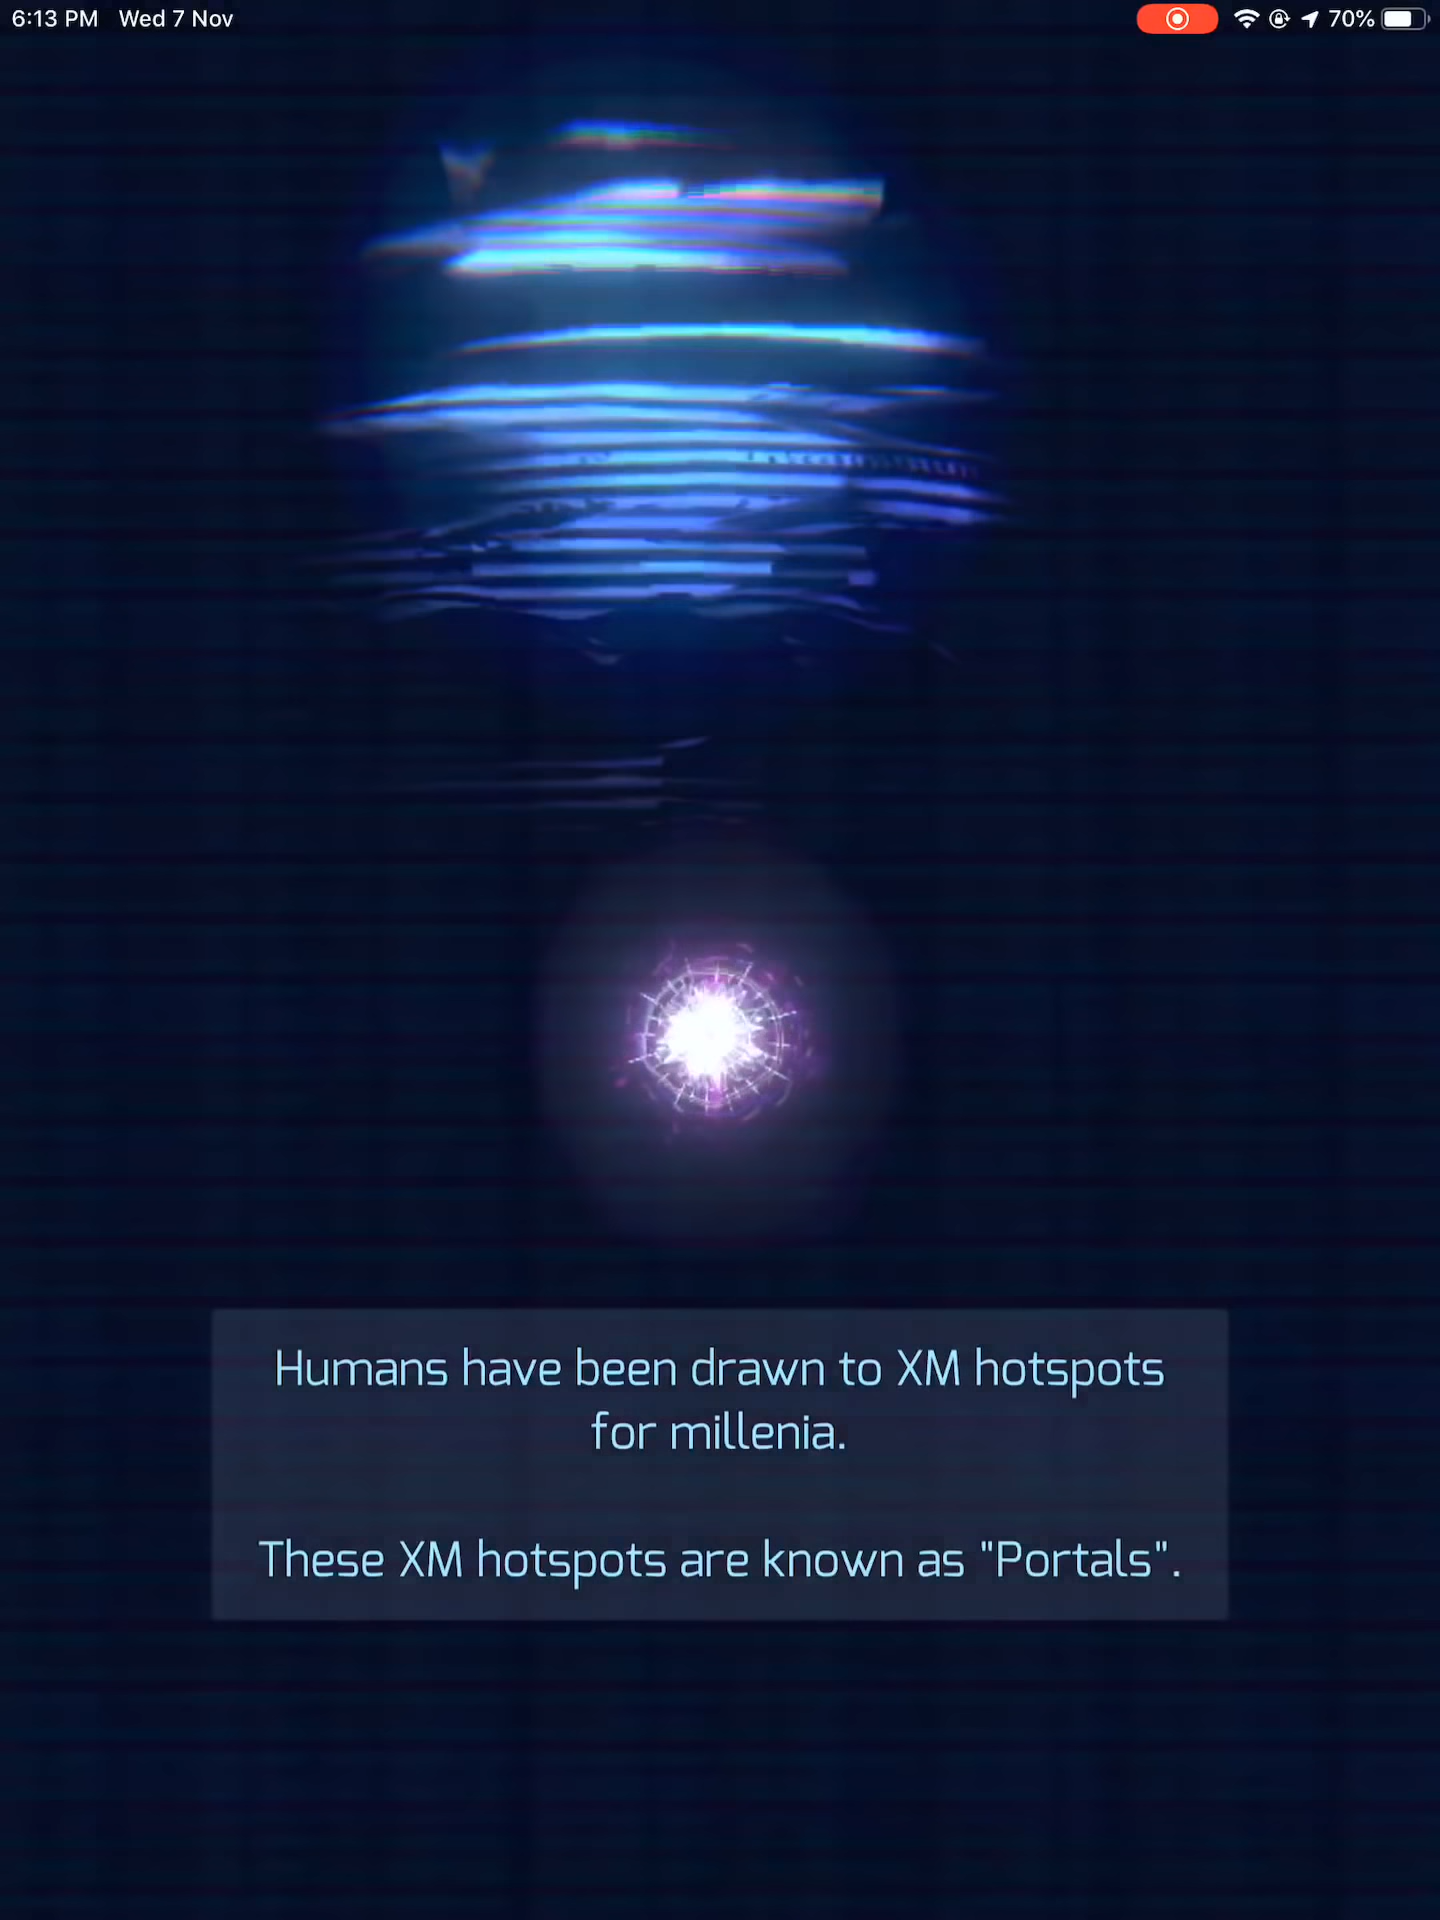 6:13 PM Wed 7 Nov 70%
Humans have been drawn to XM hotspots
for millenia.
These XM hotspots are known as "Portals".